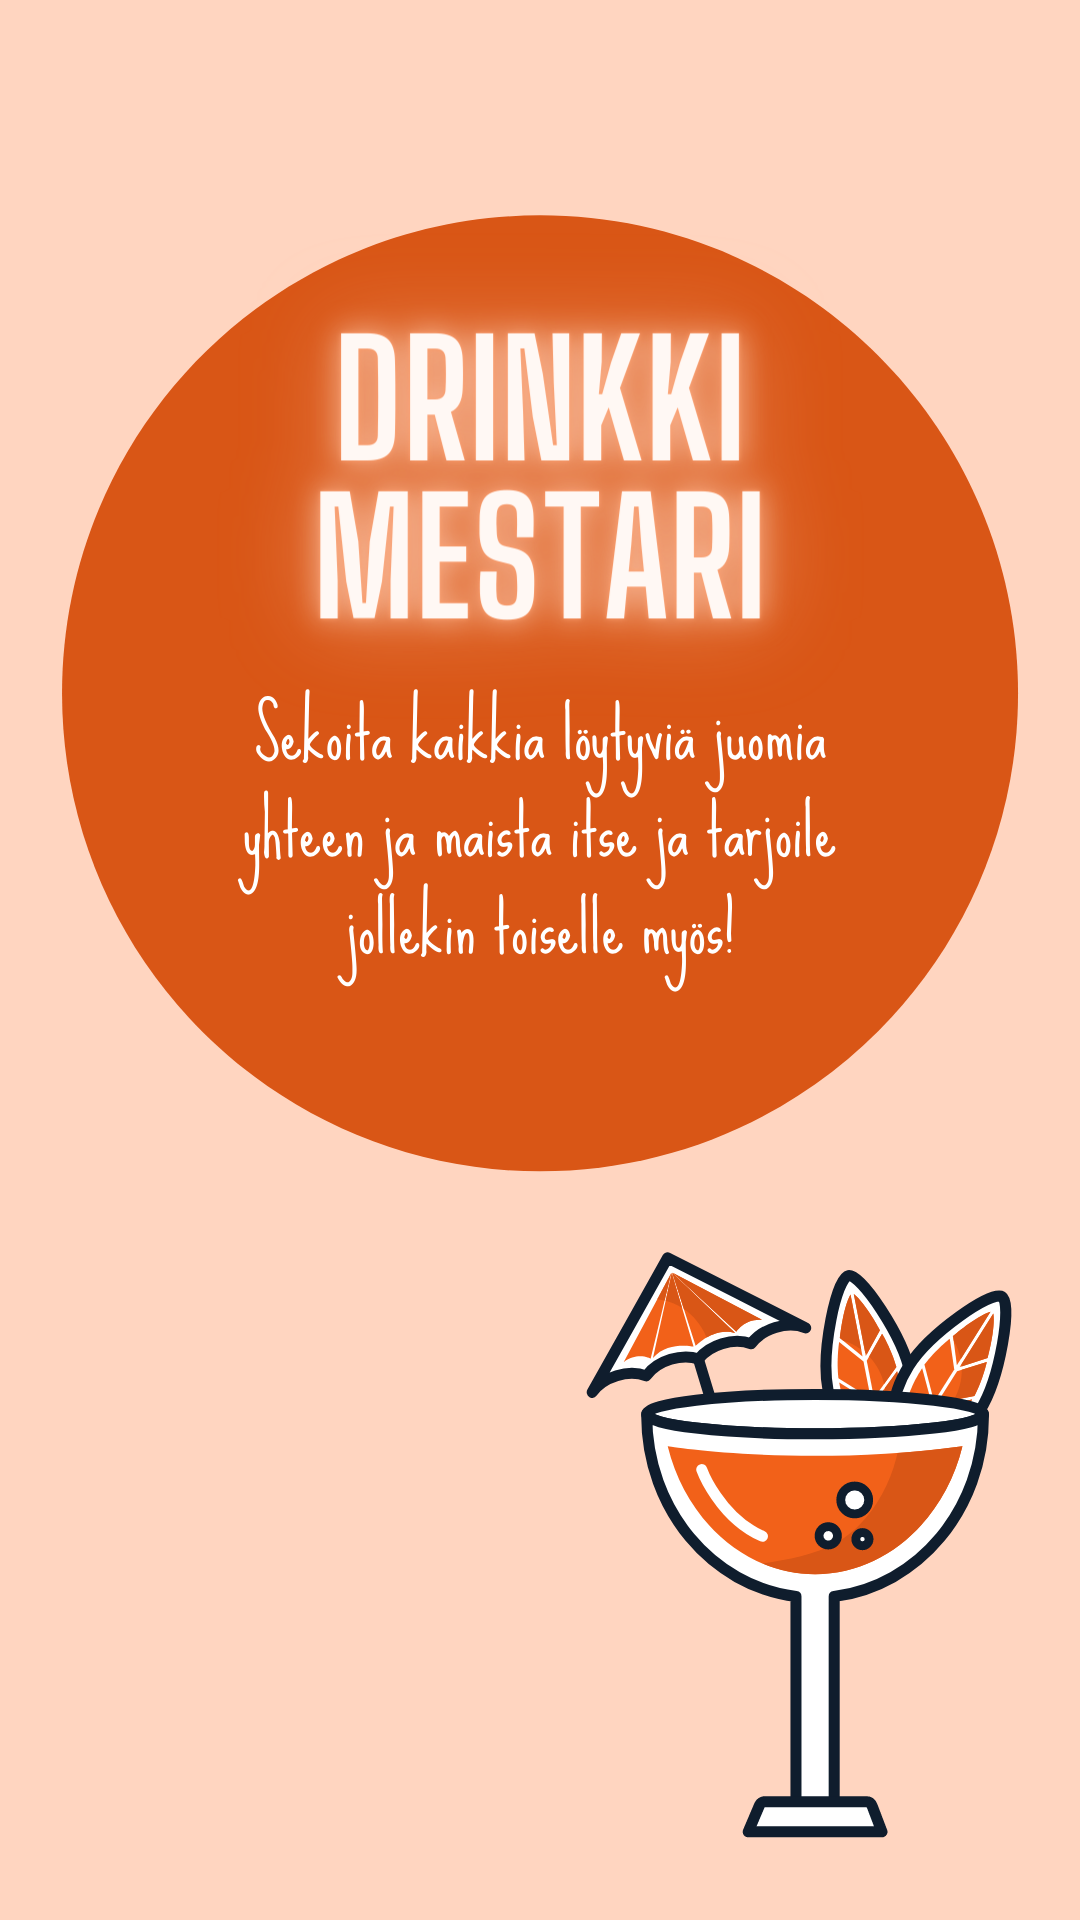 DRINKKI
MESTARI
Sekoita kaikkia löytyviä juomia
yhteen ja maista itse ja tarjoile
jollekin toiselle myös!